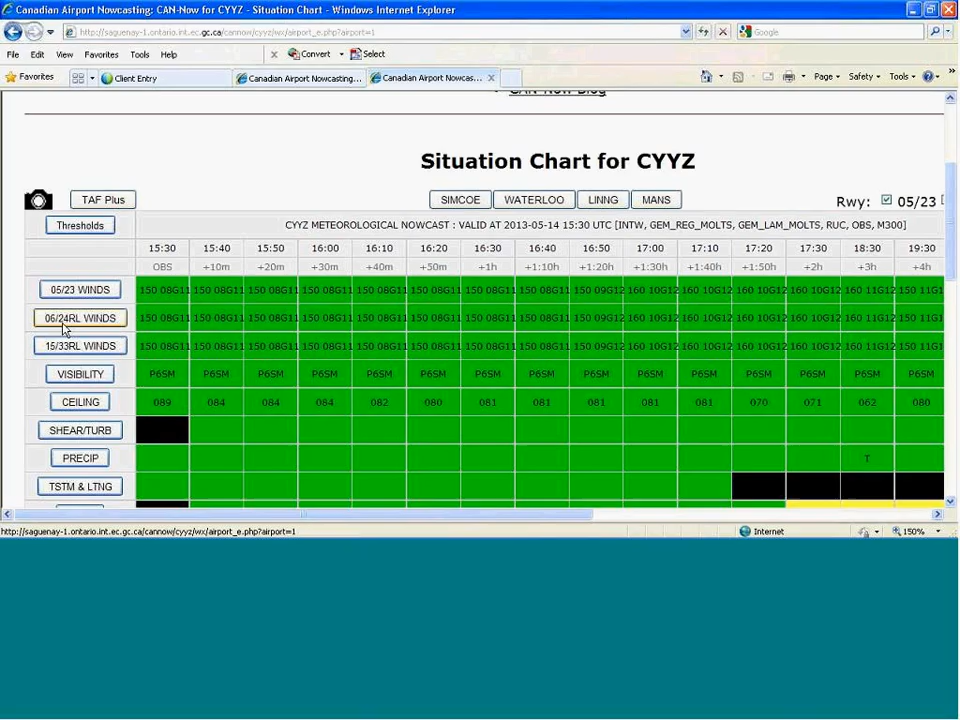 Canadian Airport Nowcasting: CAN-Now for CYYZ - Situation Chart - Windows Internet Explorer
http://saguenay-1.ontario.int.ec.gc.ca/cannow/cyyz/wx/airport_e.php?airport=1
Google
File Edit View Favorites Tools Help x Convert Select
Favorites Client Entry Canadian Airport Nowcasting... Canadian Airport Nowcas... x Page Safety Tools
CAN-Now Blog
Situation Chart for CYYZ
TAF Plus SIMCOE WATERLOO LINNG MANS Rwy: 05/23
Thresholds CYYZ METEOROLOGICAL NOWCAST : VALID AT 2013-05-14 15:30 UTC [INTW, GEM_REG_MOLTS, GEM_LAM_MOLTS, RUC, OBS, M300]
15:30 15:40 15:50 16:00 16:10 16:20 16:30 16:40 16:50 17:00 17:10 17:20 17:30 18:30 19:30
OBS +10m +20m +30m +40m +50m +1h +1:10h +1:20h +1:30h +1:40h +1:50h +2h +3h +4h
05/23 WINDS 150 08G11 150 08G11 150 08G11 150 08G11 150 08G11 150 08G11 150 08G11 150 08G11 150 09G12 160 10G12 160 10G12 160 10G12 160 10G12 160 11G12 150 11G1
06/24RL WINDS 150 08G11 150 08G11 150 08G11 150 08G11 150 08G11 150 08G11 150 08G11 150 08G11 150 09G12 160 10G12 160 10G12 160 10G12 160 10G12 160 11G12 150 11G1
15/33RL WINDS 150 08G11 150 08G11 150 08G11 150 08G11 150 08G11 150 08G11 150 08G11 150 08G11 150 09G12 160 10G12 160 10G12 160 10G12 160 10G12 160 11G12 150 11G1
VISIBILITY P6SM P6SM P6SM P6SM P6SM P6SM P6SM P6SM P6SM P6SM P6SM P6SM P6SM P6SM P6SM
CEILING 089 084 084 084 082 080 081 081 081 081 081 070 071 062 080
SHEAR/TURB
PRECIP T
TSTM & LTNG
http://saguenay-1.ontario.int.ec.gc.ca/cannow/cyyz/wx/airport_e.php?airport=1 Internet 150%